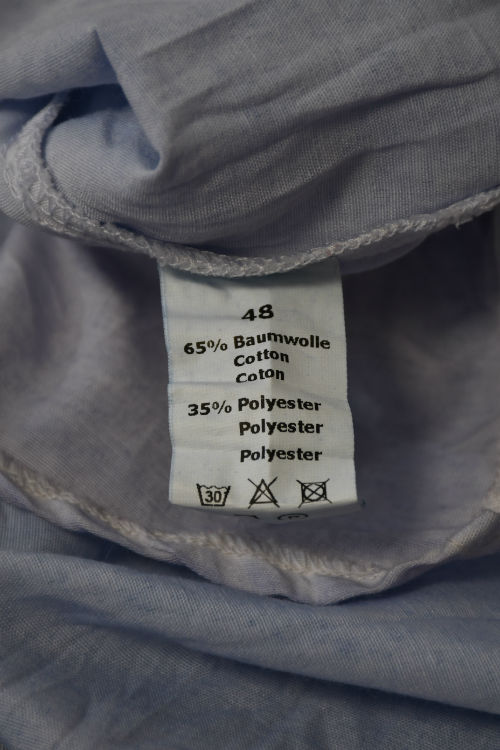 48
65% Baumwolle
Cotton
Coton
35% Polyester
Polyester
Polyester
30